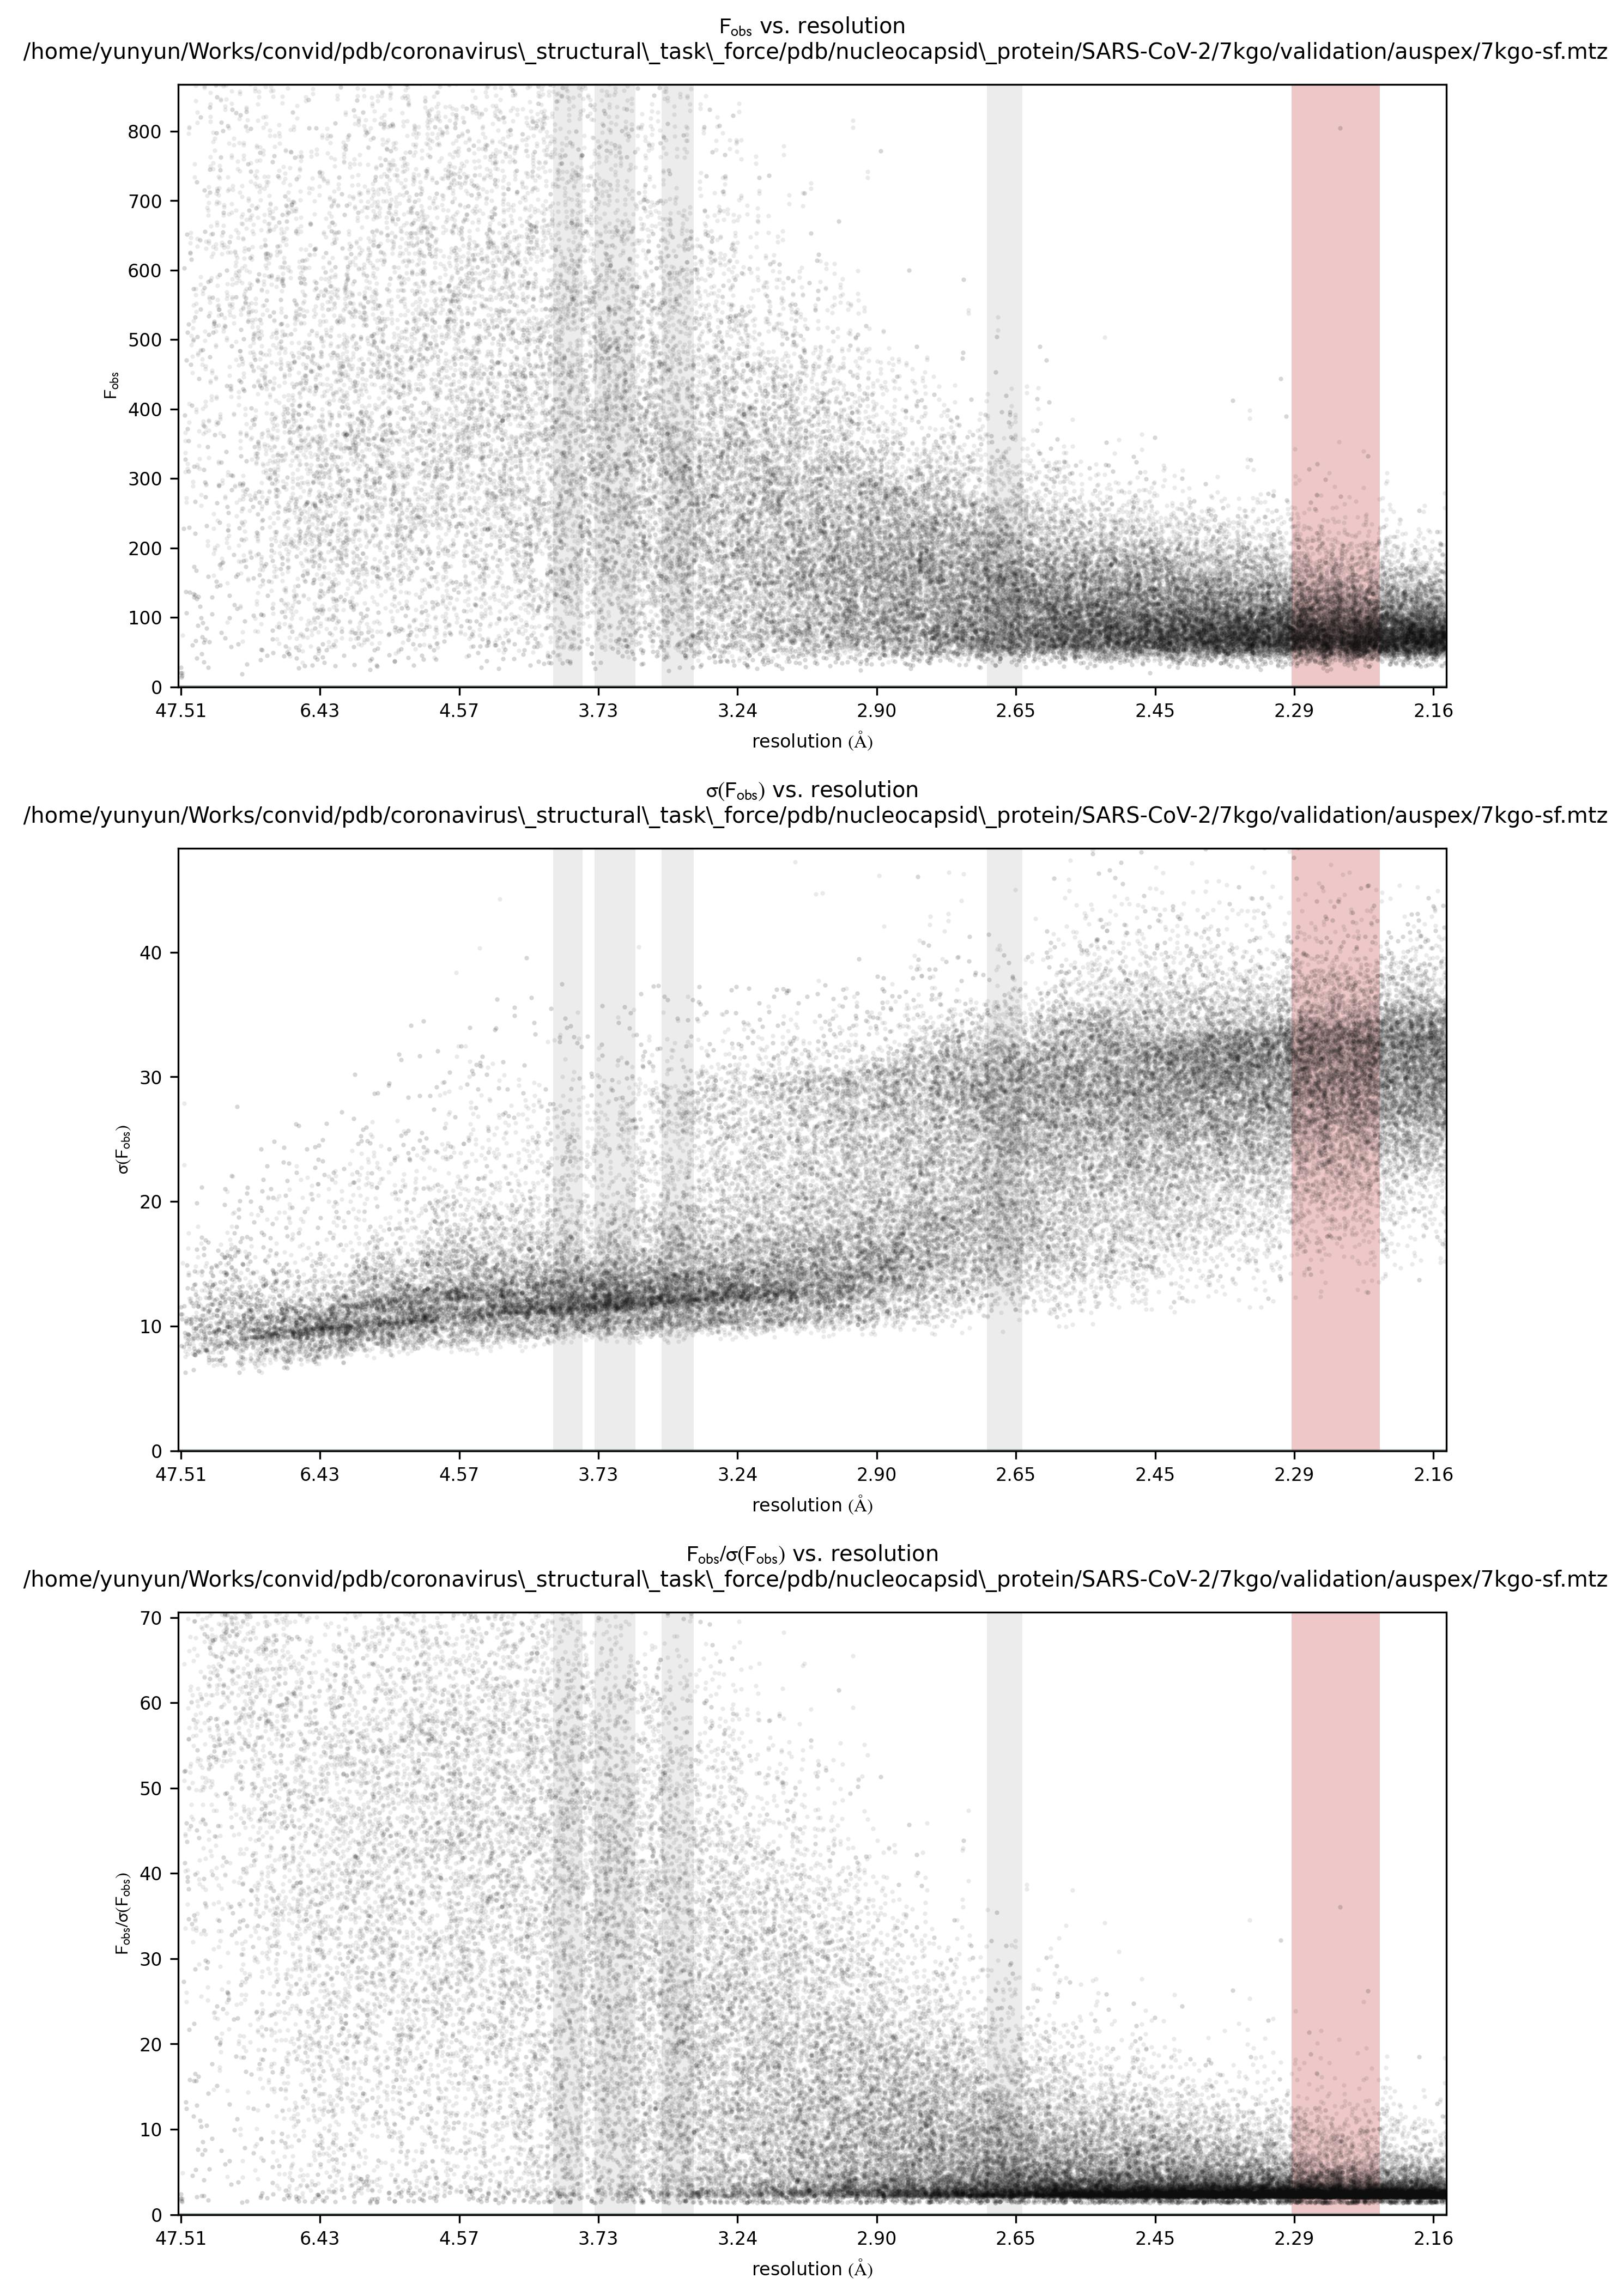 F_obs vs. resolution
/home/yunyun/Works/convid/pdb/coronavirus\_structural\_task\_force/pdb/nucleocapsid\_protein/SARS-CoV-2/7kgo/validation/auspex/7kgo-sf.mtz
800
700
600
500
400
300
200
100
0
F_obs
47.51 6.43 4.57 3.73 3.24 2.90 2.65 2.45 2.29 2.16
resolution (Å)
σ(F_obs) vs. resolution
/home/yunyun/Works/convid/pdb/coronavirus\_structural\_task\_force/pdb/nucleocapsid\_protein/SARS-CoV-2/7kgo/validation/auspex/7kgo-sf.mtz
40
30
20
10
0
σ(F_obs)
47.51 6.43 4.57 3.73 3.24 2.90 2.65 2.45 2.29 2.16
resolution (Å)
F_obs/σ(F_obs) vs. resolution
/home/yunyun/Works/convid/pdb/coronavirus\_structural\_task\_force/pdb/nucleocapsid\_protein/SARS-CoV-2/7kgo/validation/auspex/7kgo-sf.mtz
70
60
50
40
30
20
10
0
F_obs/σ(F_obs)
47.51 6.43 4.57 3.73 3.24 2.90 2.65 2.45 2.29 2.16
resolution (Å)